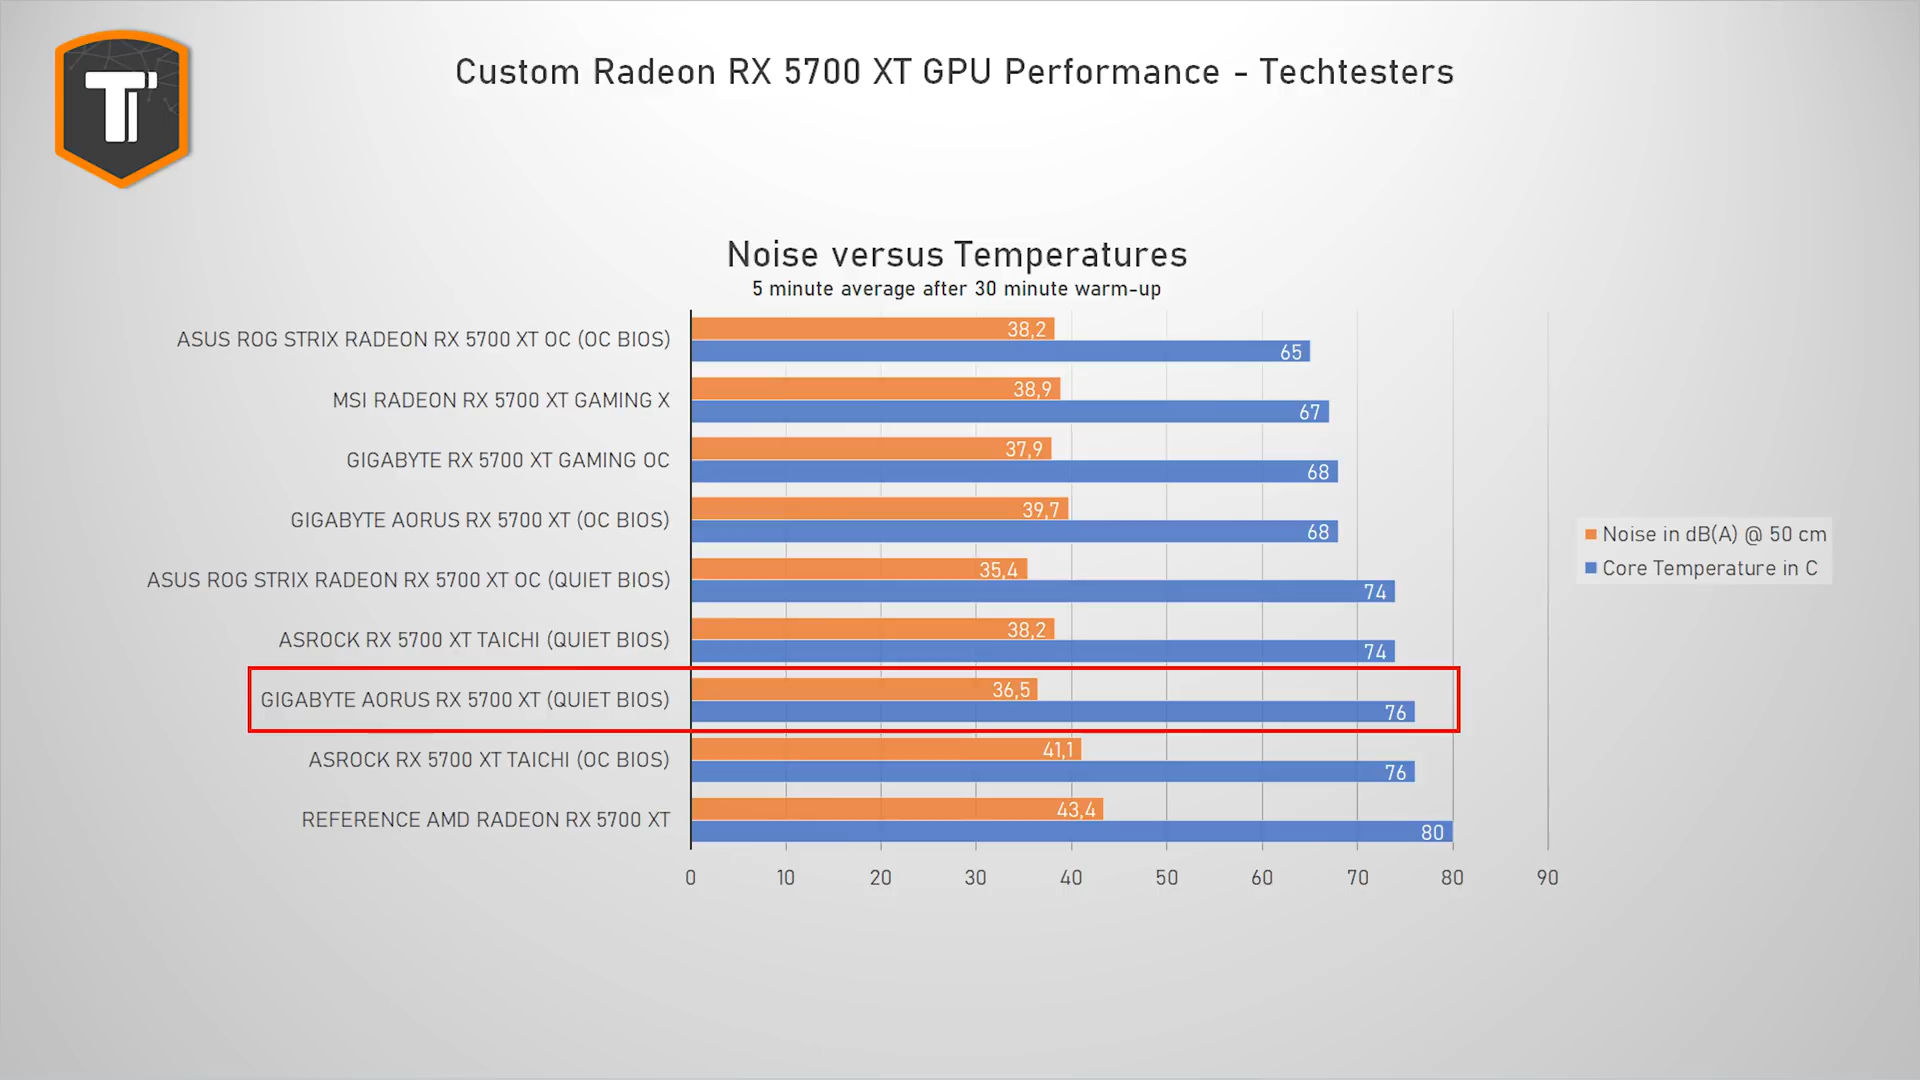 T
Custom Radeon RX 5700 XT GPU Performance - Techtesters
Noise versus Temperatures
5 minute average after 30 minute warm-up
ASUS ROG STRIX RADEON RX 5700 XT OC (OC BIOS)
38,2
65
MSI RADEON RX 5700 XT GAMING X
38,9
67
GIGABYTE RX 5700 XT GAMING OC
37,9
68
GIGABYTE AORUS RX 5700 XT (OC BIOS)
39,7
68
ASUS ROG STRIX RADEON RX 5700 XT OC (QUIET BIOS)
35,4
74
ASROCK RX 5700 XT TAICHI (QUIET BIOS)
38,2
74
GIGABYTE AORUS RX 5700 XT (QUIET BIOS)
36,5
76
ASROCK RX 5700 XT TAICHI (OC BIOS)
41,1
76
REFERENCE AMD RADEON RX 5700 XT
43,4
80
0 10 20 30 40 50 60 70 80 90
Noise in dB(A) @ 50 cm
Core Temperature in C